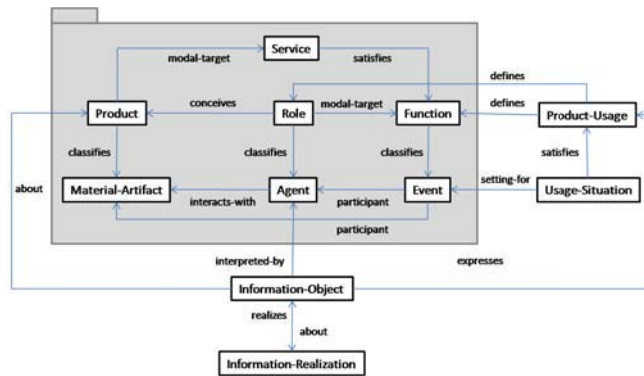 Service
modal-target
satisfies
defines
Product
conceives
Role
modal-target
Function
defines
Product-Usage
classifies
classifies
classifies
satisfies
about
Material-Artifact
interacts-with
Agent
participant
Event
setting-for
Usage-Situation
participant
interpreted-by
expresses
Information-Object
realizes
about
Information-Realization